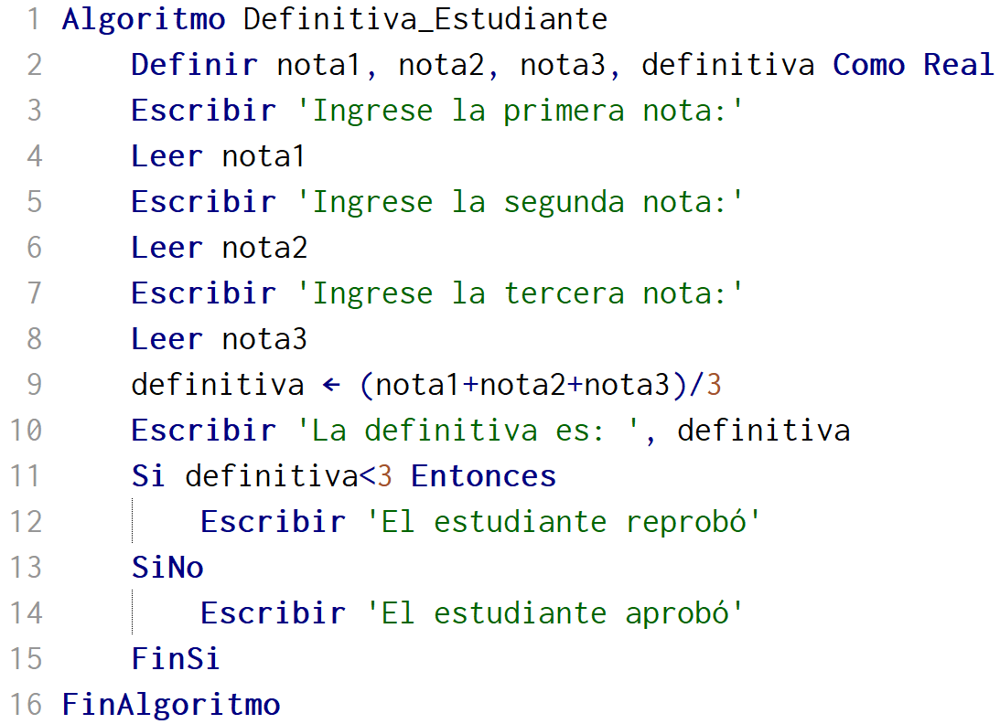 1 Algoritmo Definitiva_Estudiante
2 Definir nota1, nota2, nota3, definitiva Como Real
3 Escribir 'Ingrese la primera nota:'
4 Leer nota1
5 Escribir 'Ingrese la segunda nota:'
6 Leer nota2
7 Escribir 'Ingrese la tercera nota:'
8 Leer nota3
9 definitiva ← (nota1+nota2+nota3)/3
10 Escribir 'La definitiva es: ', definitiva
11 Si definitiva<3 Entonces
12 Escribir 'El estudiante reprobó'
13 SiNo
14 Escribir 'El estudiante aprobó'
15 FinSi
16 FinAlgoritmo